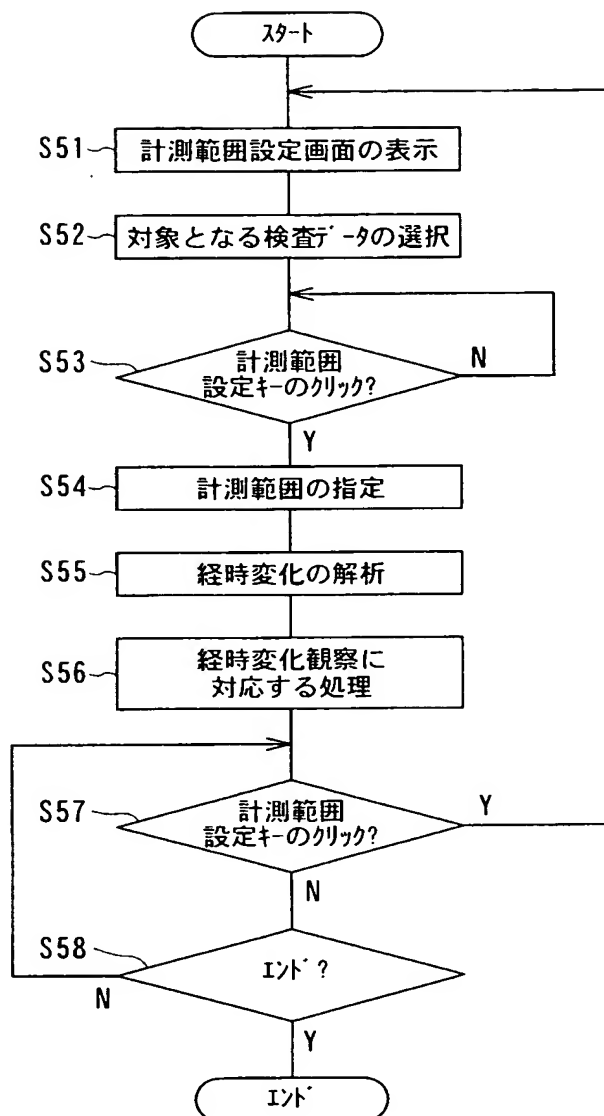 スタート
S51
計測範囲設定画面の表示
S52
対象となる検査ﾃﾞｰﾀの選択
S53
計測範囲
設定ｷｰのｸﾘｯｸ?
N
Y
S54
計測範囲の指定
S55
経時変化の解析
S56
経時変化観察に
対応する処理
S57
計測範囲
設定ｷｰのｸﾘｯｸ?
Y
N
S58
ｴﾝﾄﾞ?
N
Y
ｴﾝﾄﾞ